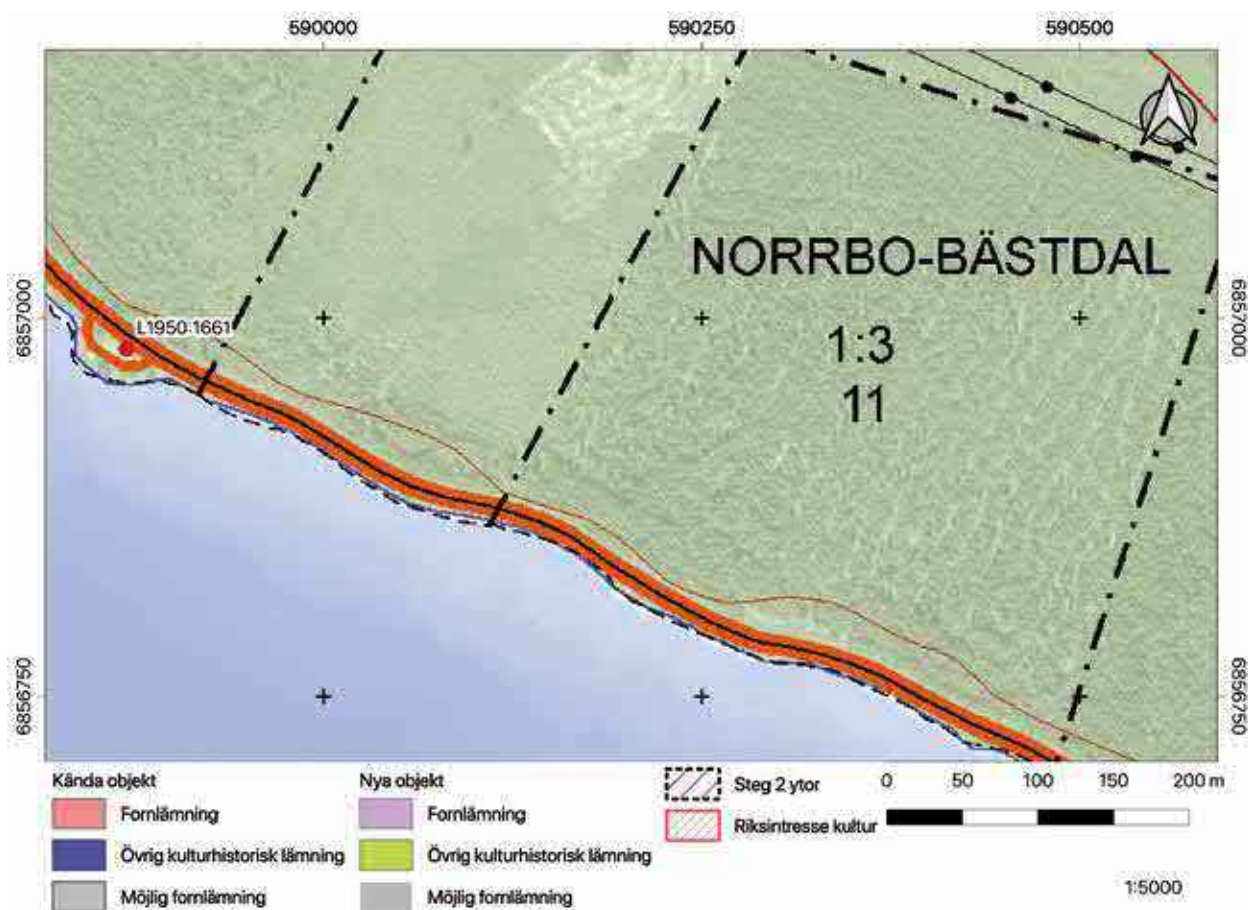 590000 590250 590500
NORRBO-BÄSTDAL
6857000 6857000
L1950:1661
1:3
11
6856750 6856750
Kända objekt
Fornlämning
Övrig kulturhistorisk lämning
Möjlig fornlämning
Nya objekt
Fornlämning
Övrig kulturhistorisk lämning
Möjlig fornlämning
Steg 2 ytor
Riksintresse kultur
0 50 100 150 200 m
1:5000